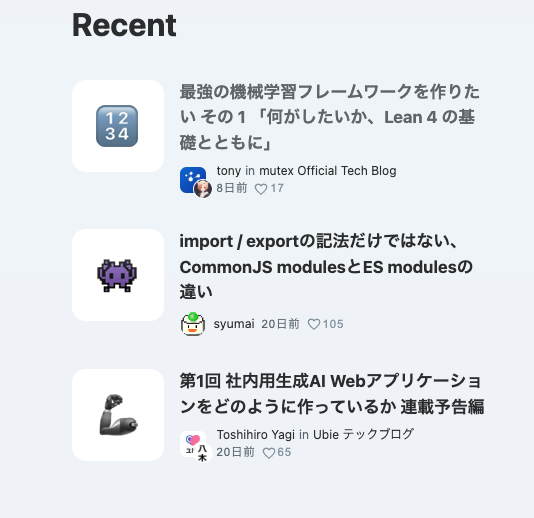 Recent
1234
最強の機械学習フレームワークを作りた
い その 1 「何がしたいか、Lean 4 の基
礎とともに」
tony in mutex Official Tech Blog
8日前 17
import / exportの記法だけではない、
CommonJS modulesとES modulesの
違い
syumai 20日前 105
第1回 社内用生成AI Webアプリケーショ
ンをどのように作っているか 連載予告編
Toshihiro Yagi in Ubie テックブログ
八木
20日前 65